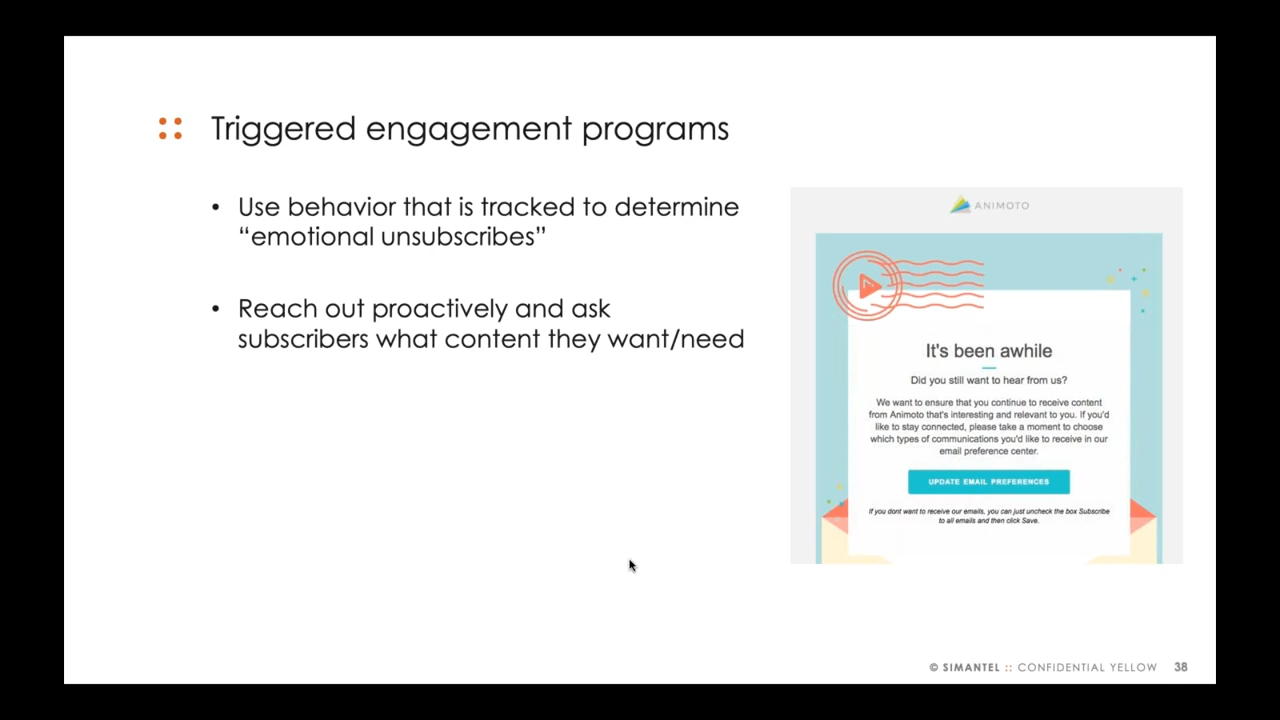 Triggered engagement programs
• Use behavior that is tracked to determine
“emotional unsubscribes”
• Reach out proactively and ask
subscribers what content they want/need
ANIMOTO
It's been awhile
Did you still want to hear from us?
We want to ensure that you continue to receive content
from Animoto that's interesting and relevant to you. If you'd
like to stay connected, please take a moment to choose
which types of communications you'd like to receive in our
email preference center.
UPDATE EMAIL PREFERENCES
If you dont want to receive our emails, you can just uncheck the box Subscribe
to all emails and then click Save.
© SIMANTEL :: CONFIDENTIAL YELLOW 38